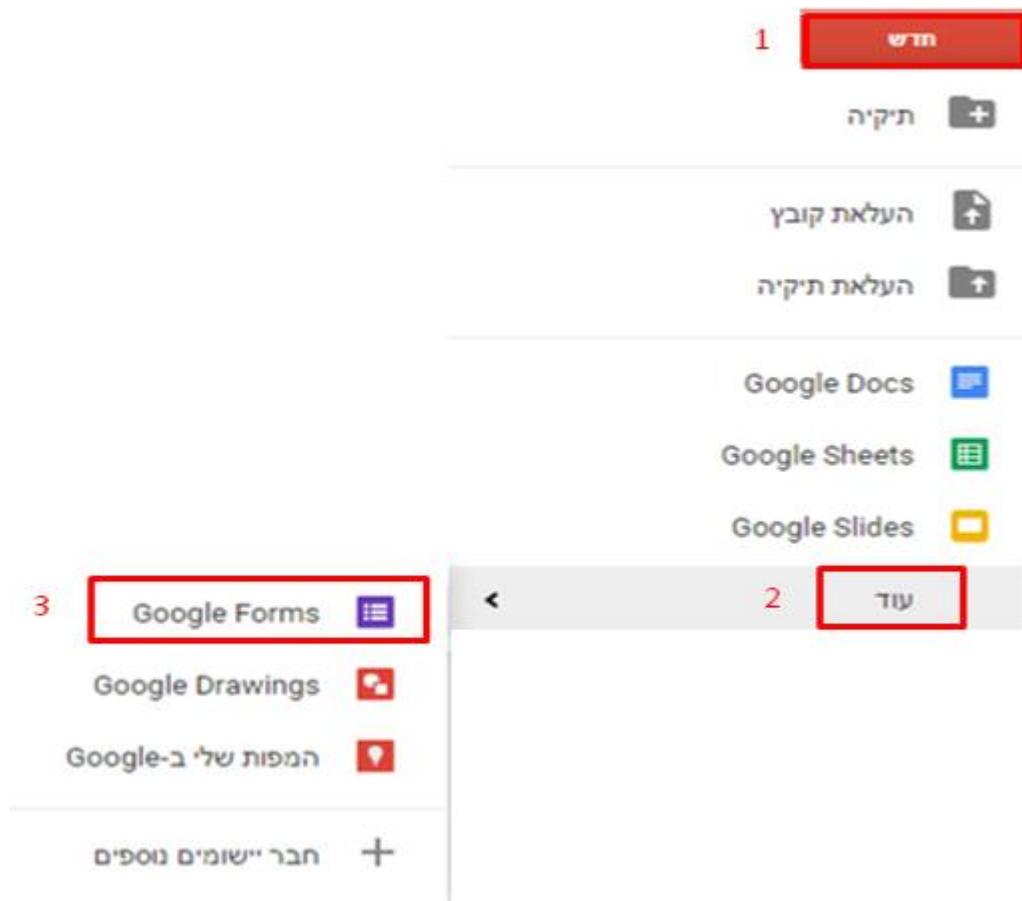 1 חדש
תיקיה
העלאת קובץ
העלאת תיקיה
Google Docs
Google Sheets
Google Slides
עוד 2
Google Forms 3
Google Drawings
המפות שלי ב-Google
חבר יישומים נוספים